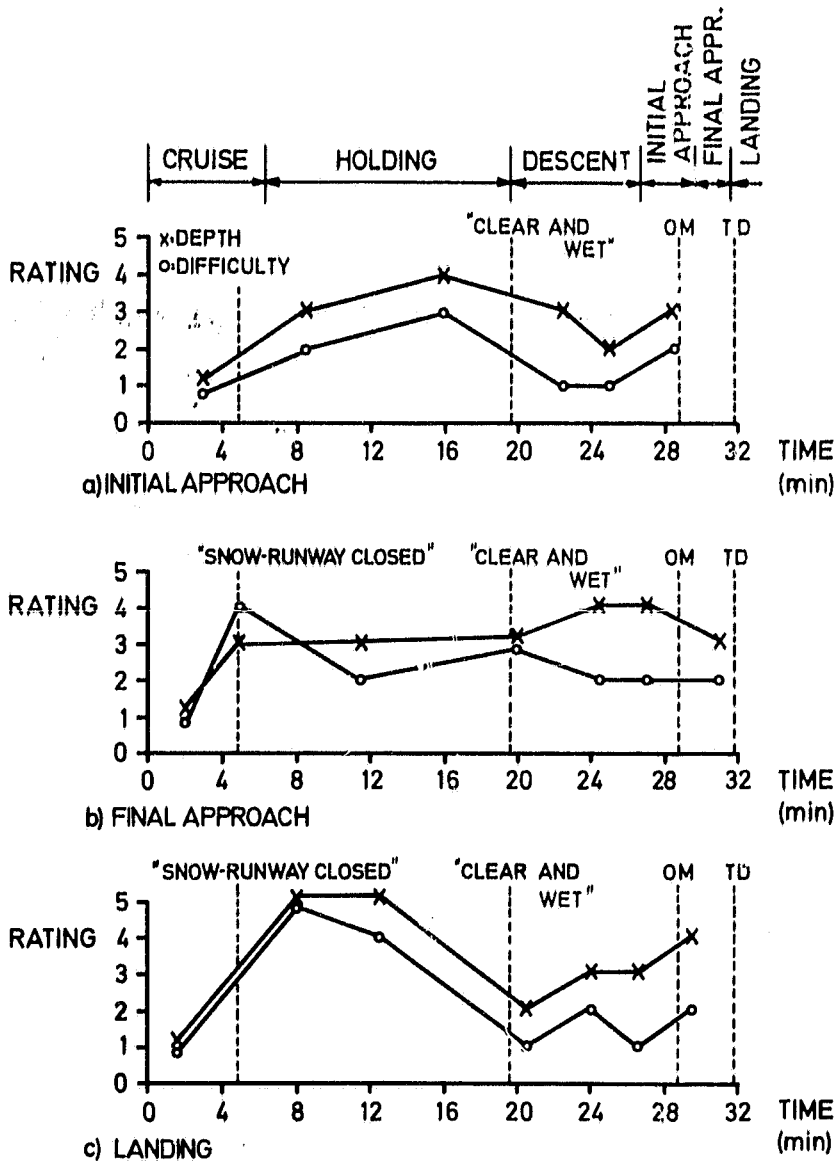 CRUISE HOLDING DESCENT INITIAL APPROACH FINAL APPR. LANDING
5 x:DEPTH "CLEAR AND OM TD
RATING 4 o:DIFFICULTY WET"
3
2
1
0
0 4 8 12 16 20 24 28 32 TIME
a) INITIAL APPROACH (min)
"SNOW-RUNWAY CLOSED" "CLEAR AND OM TD
5 WET"
RATING 4
3
2
1
0
0 4 8 12 16 20 24 28 32 TIME
b) FINAL APPROACH (min)
"SNOW-RUNWAY CLOSED" "CLEAR AND OM TD
5 WET"
RATING 4
3
2
1
0
0 4 8 12 16 20 24 28 32 TIME
c) LANDING (min)